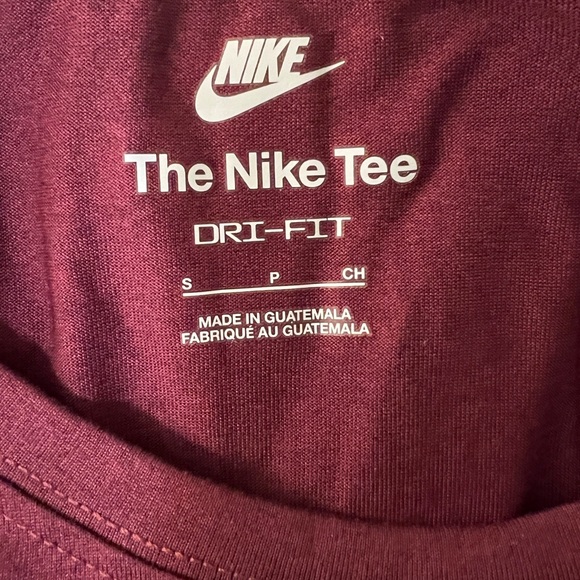 NIKE
The Nike Tee
DRI-FIT
S P CH
MADE IN GUATEMALA
FABRIQUÉ AU GUATEMALA